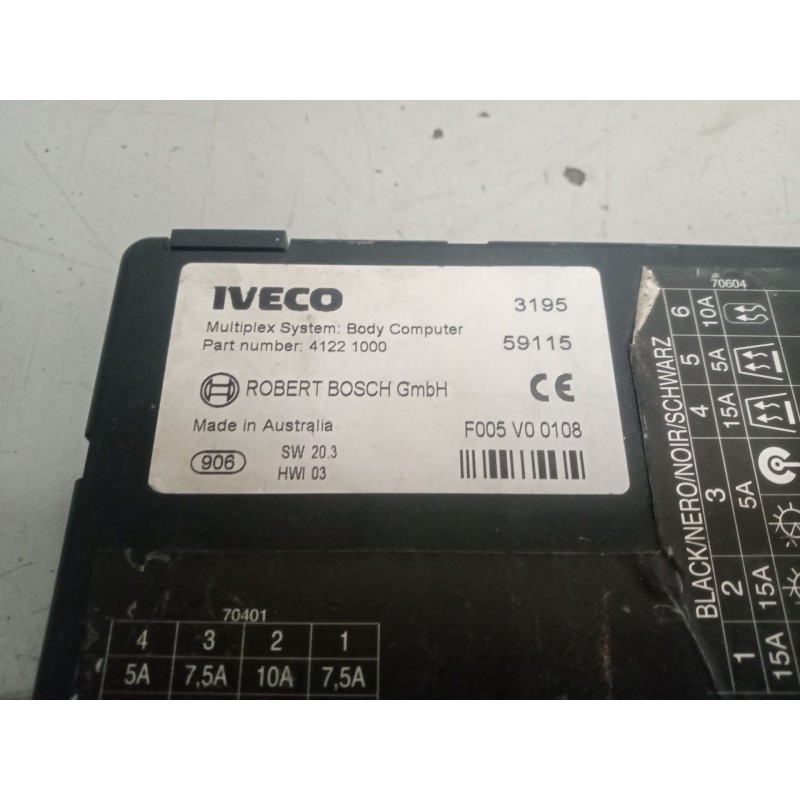 IVECO 3195
Multiplex System: Body Computer
Part number: 4122 1000 59115
ROBERT BOSCH GmbH CE
Made in Australia F005 V0 0108
906 SW 20.3
HWI 03
70401
4 3 2 1
5A 7,5A 10A 7,5A
70604
BLACK/NERO/NOIR/SCHWARZ
1 2 3 4 5 6
15A 15A 5A 15A 5A 10A